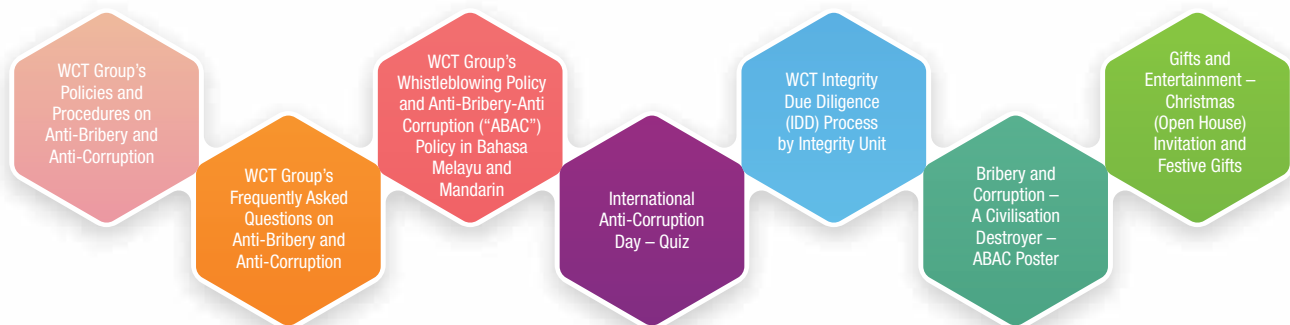 WCT Group's
Policies and
Procedures on
Anti-Bribery and
Anti-Corruption
WCT Group's
Frequently Asked
Questions on
Anti-Bribery and
Anti-Corruption
WCT Group's
Whistleblowing Policy
and Anti-Bribery-Anti
Corruption (“ABAC”)
Policy in Bahasa
Melayu and
Mandarin
International
Anti-Corruption
Day – Quiz
WCT Integrity
Due Diligence
(IDD) Process
by Integrity Unit
Bribery and
Corruption –
A Civilisation
Destroyer –
ABAC Poster
Gifts and
Entertainment –
Christmas
(Open House)
Invitation and
Festive Gifts